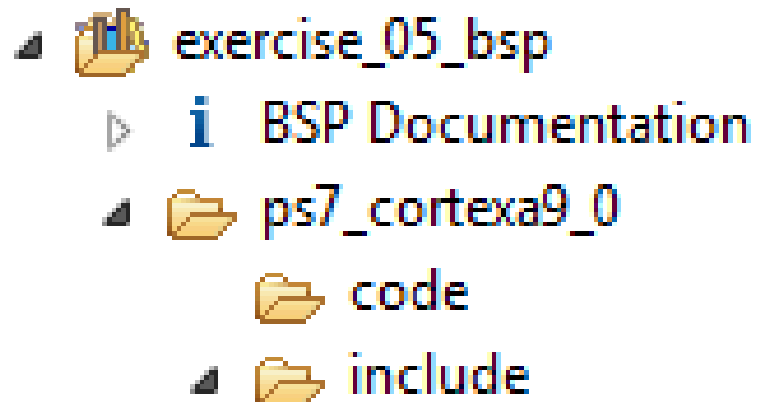 exercise_05_bsp
BSP Documentation
ps7_cortexa9_0
code
include